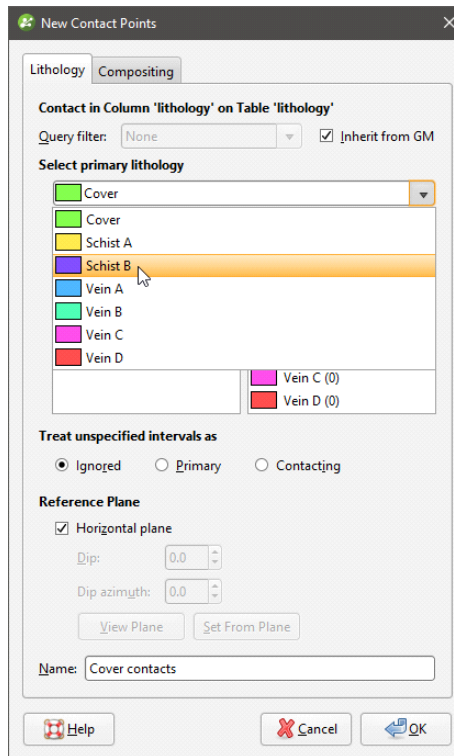 New Contact Points
Lithology Compositing
Contact in Column 'lithology' on Table 'lithology'
Query filter: None Inherit from GM
Select primary lithology
Cover
Cover
Schist A
Schist B
Vein A
Vein B
Vein C
Vein D
Vein C (0)
Vein D (0)
Treat unspecified intervals as
Ignored Primary Contacting
Reference Plane
Horizontal plane
Dip: 0.0
Dip azimuth: 0.0
View Plane Set From Plane
Name: Cover contacts
Help Cancel OK